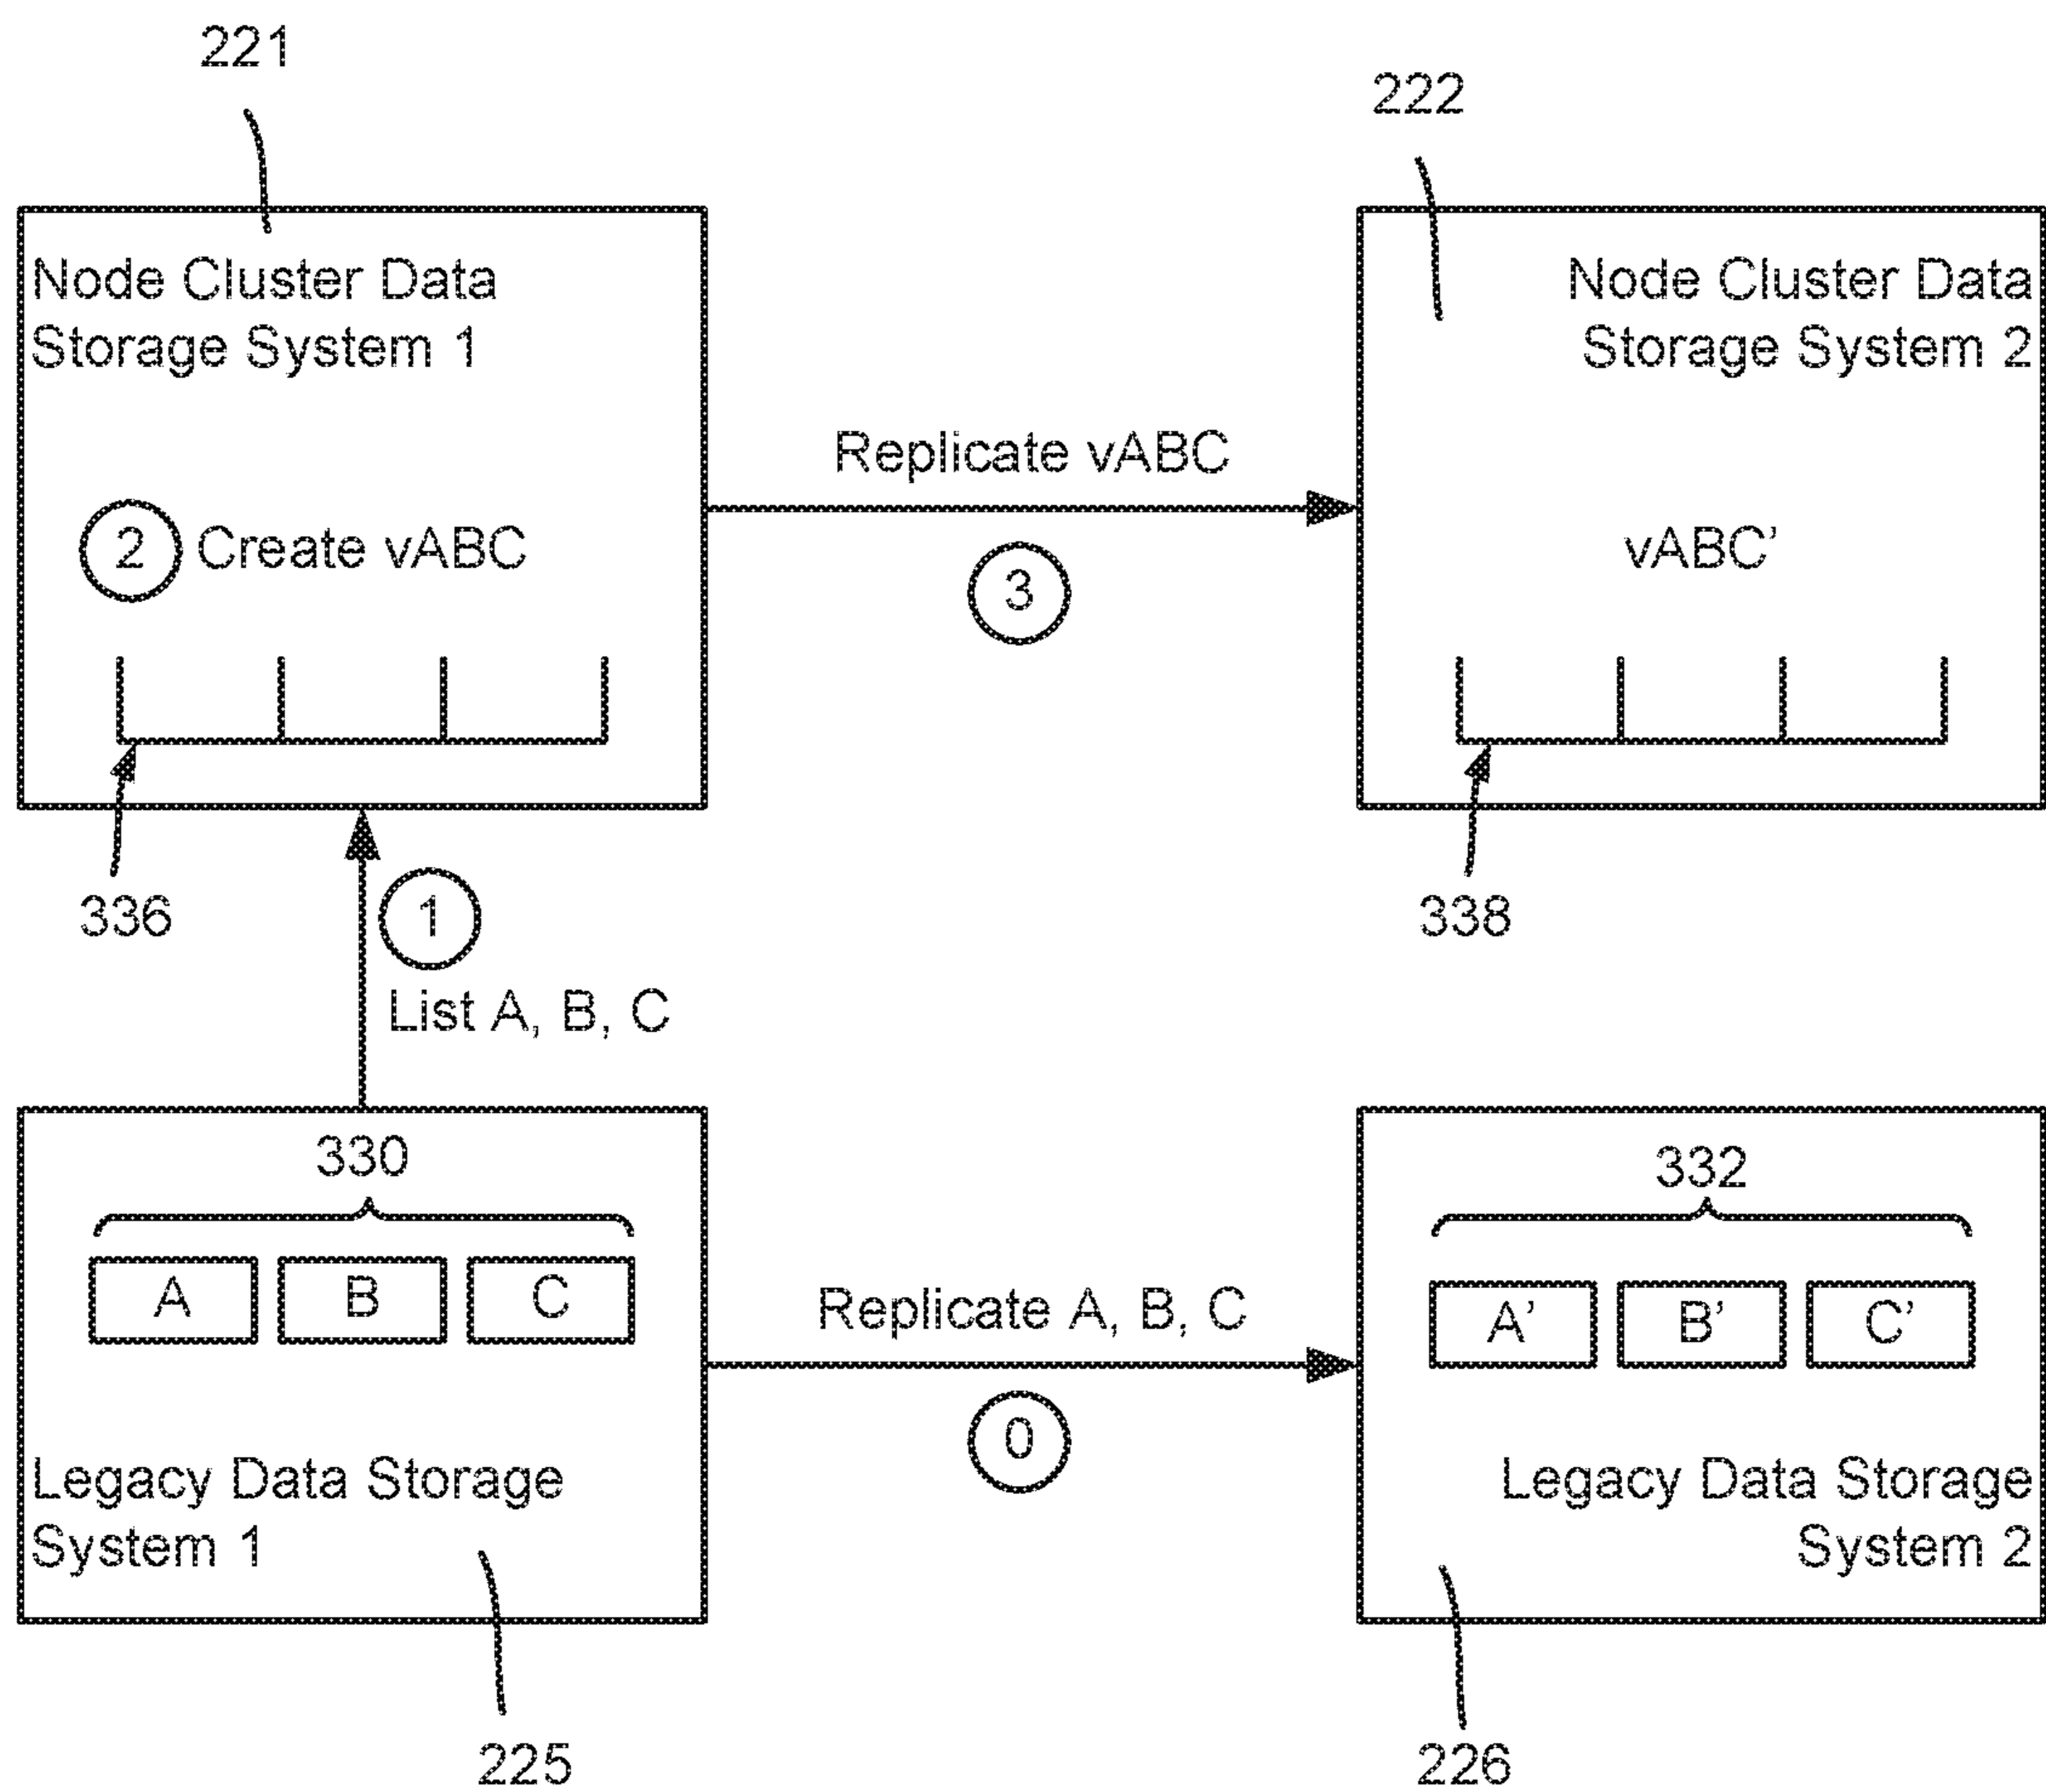 221
222
Node Cluster Data
Storage System 1
Node Cluster Data
Storage System 2
Replicate vABC
2 Create vABC
3
vABC’
336
338
1
List A, B, C
330
A B C
332
A’ B’ C’
Replicate A, B, C
0
Legacy Data Storage
System 1
Legacy Data Storage
System 2
225
226